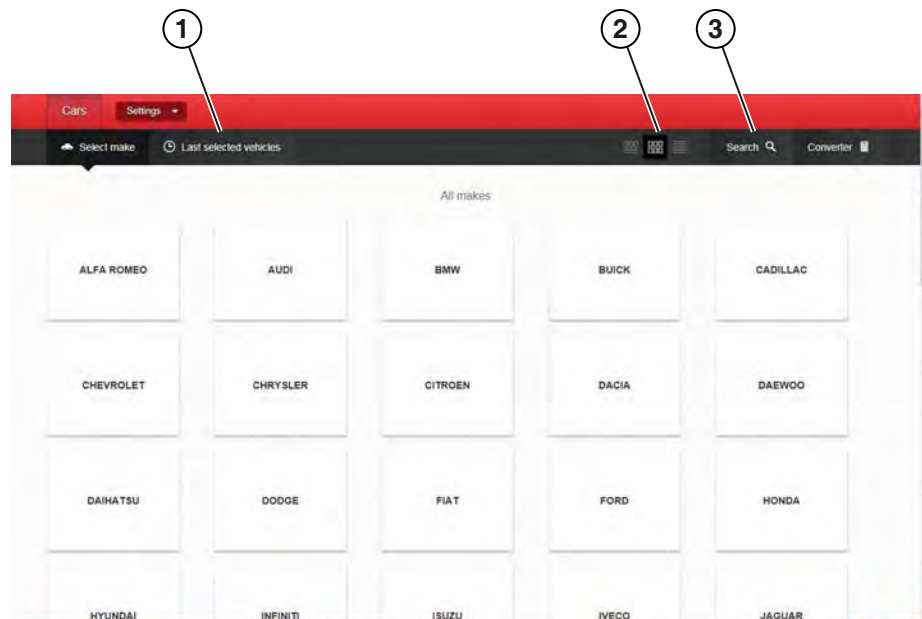 1 2 3
Cars Settings
Select make Last selected vehicles Search Converter
All makes
ALFA ROMEO AUDI BMW BUICK CADILLAC
CHEVROLET CHRYSLER CITROEN DACIA DAEWOO
DAIHATSU DODGE FIAT FORD HONDA
HYUNDAI INFINITI ISUZU IVECO JAGUAR